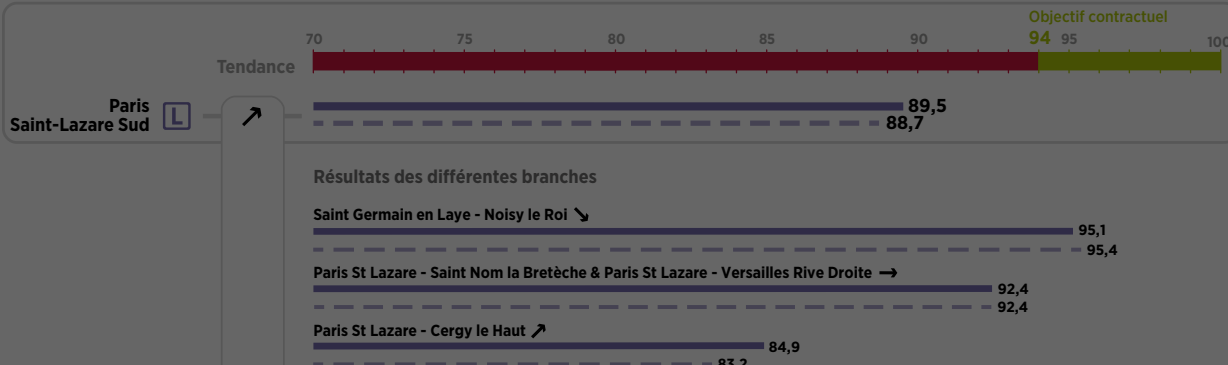 Objectif contractuel
70 75 80 85 90 94 95 100
Tendance
Paris
Saint-Lazare Sud
L
89,5
88,7
Résultats des différentes branches
Saint Germain en Laye - Noisy le Roi
95,1
95,4
Paris St Lazare - Saint Nom la Bretèche & Paris St Lazare - Versailles Rive Droite
92,4
92,4
Paris St Lazare - Cergy le Haut
84,9
83,2